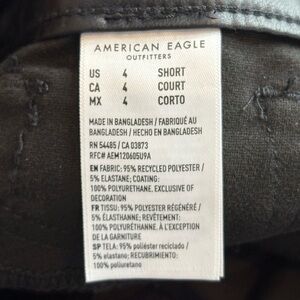 AMERICAN EAGLE
OUTFITTERS
US 4 SHORT
CA 4 COURT
MX 4 CORTO
MADE IN BANGLADESH / FABRIQUÉ AU
BANGLADESH / HECHO EN BANGLADESH
RN 54485 / CA 03873
RFC# AEM120605U9A
EN FABRIC: 95% RECYCLED POLYESTER /
5% ELASTANE; COATING:
100% POLYURETHANE. EXCLUSIVE OF
DECORATION
FR TISSU: 95% POLYESTER RÉGÉNÉRÉ /
5% ÉLASTHANNE; REVÊTEMENT:
100% POLYURÉTHANNE. À L'EXCEPTION
DE LA GARNITURE
SP TELA: 95% poliéster reciclado /
5% elastano; RECUBRIMIENTO:
100% poliuretano